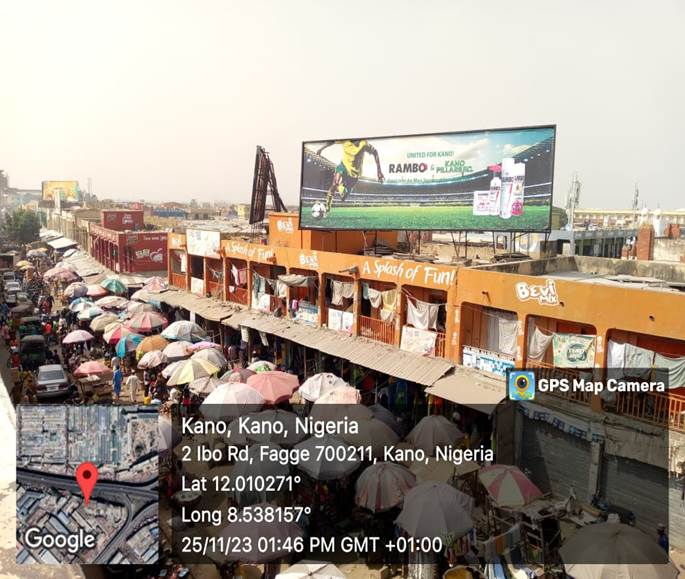 UNITED FOR KANO!
RAMBO & KANO PILLARS FC
A Splash of Fun!
Bevi
A Splash of Fun!
Bevi
MIX
GPS Map Camera
Kano, Kano, Nigeria
2 Ibo Rd, Fagge 700211, Kano, Nigeria
Lat 12.010271°
Long 8.538157°
25/11/23 01:46 PM GMT +01:00
Google